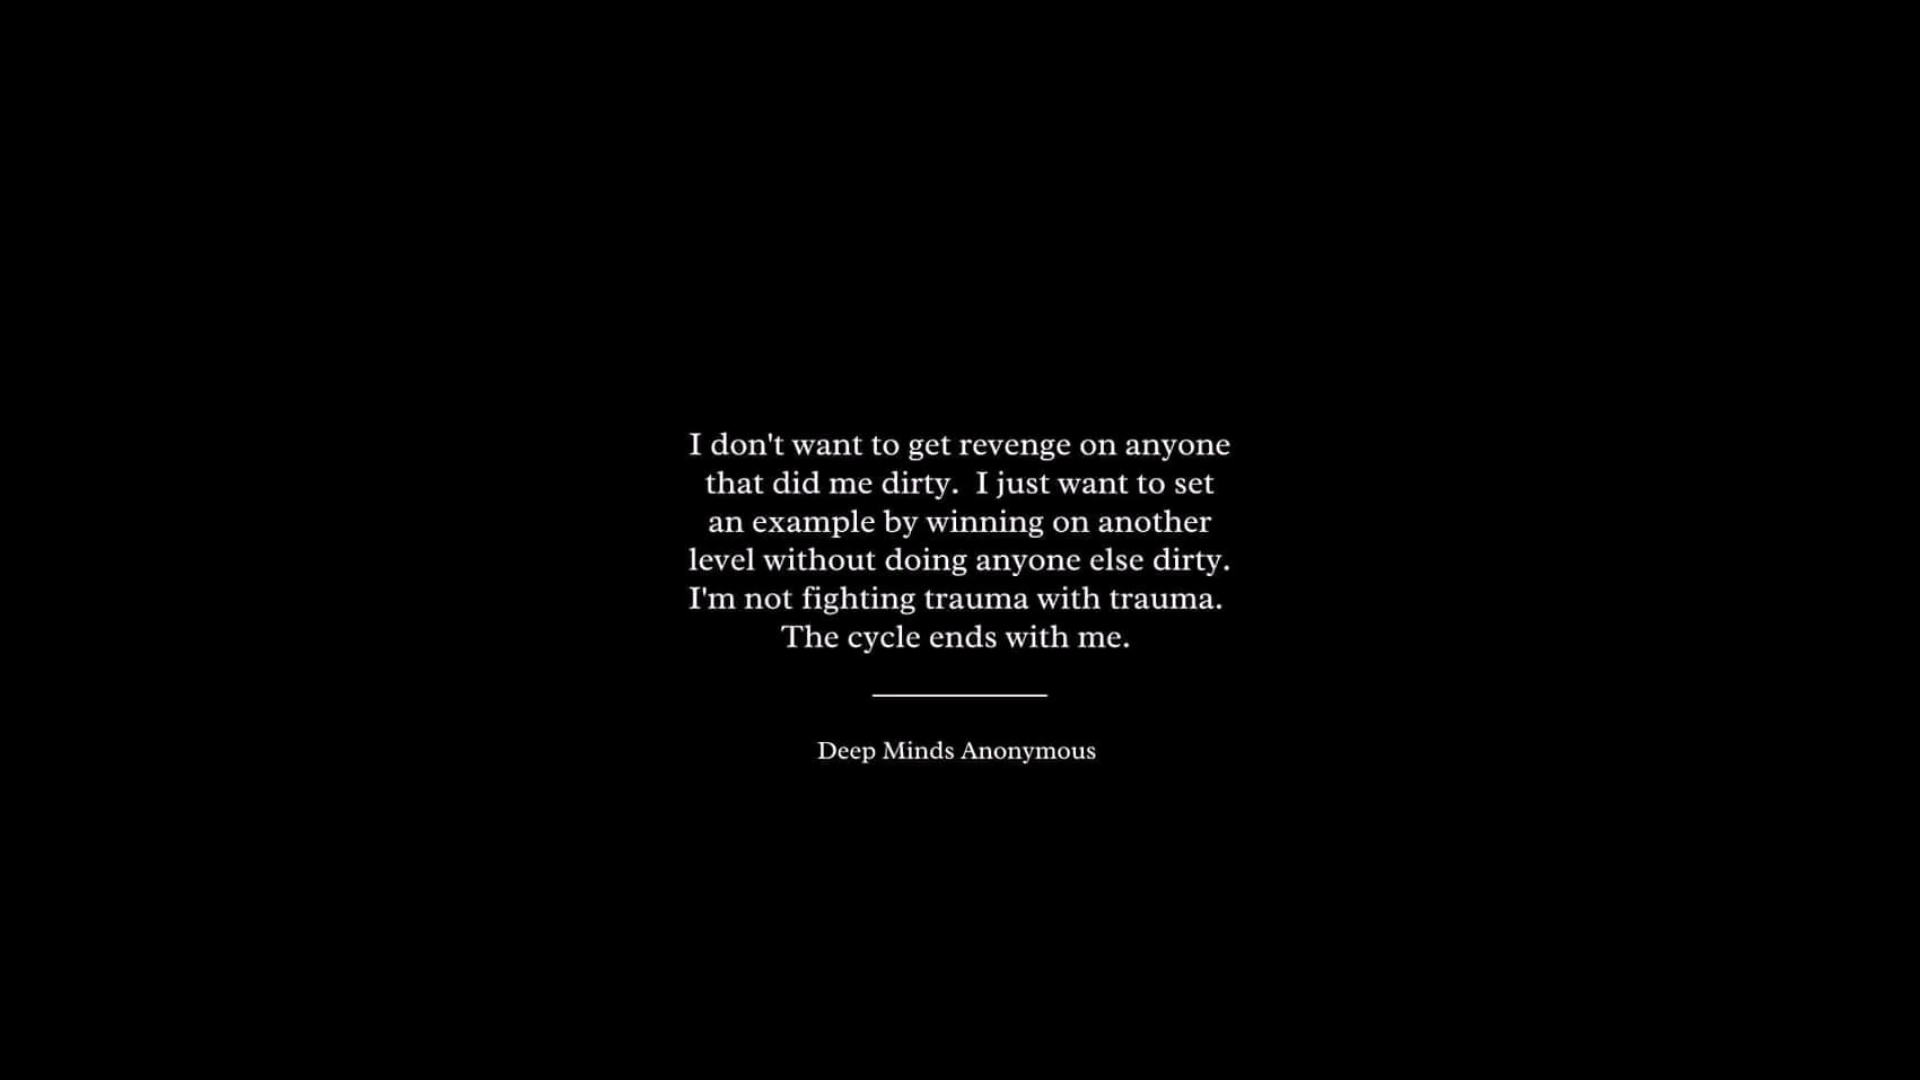 I don't want to get revenge on anyone
that did me dirty.  I just want to set
an example by winning on another
level without doing anyone else dirty.
I'm not fighting trauma with trauma.
The cycle ends with me.
Deep Minds Anonymous